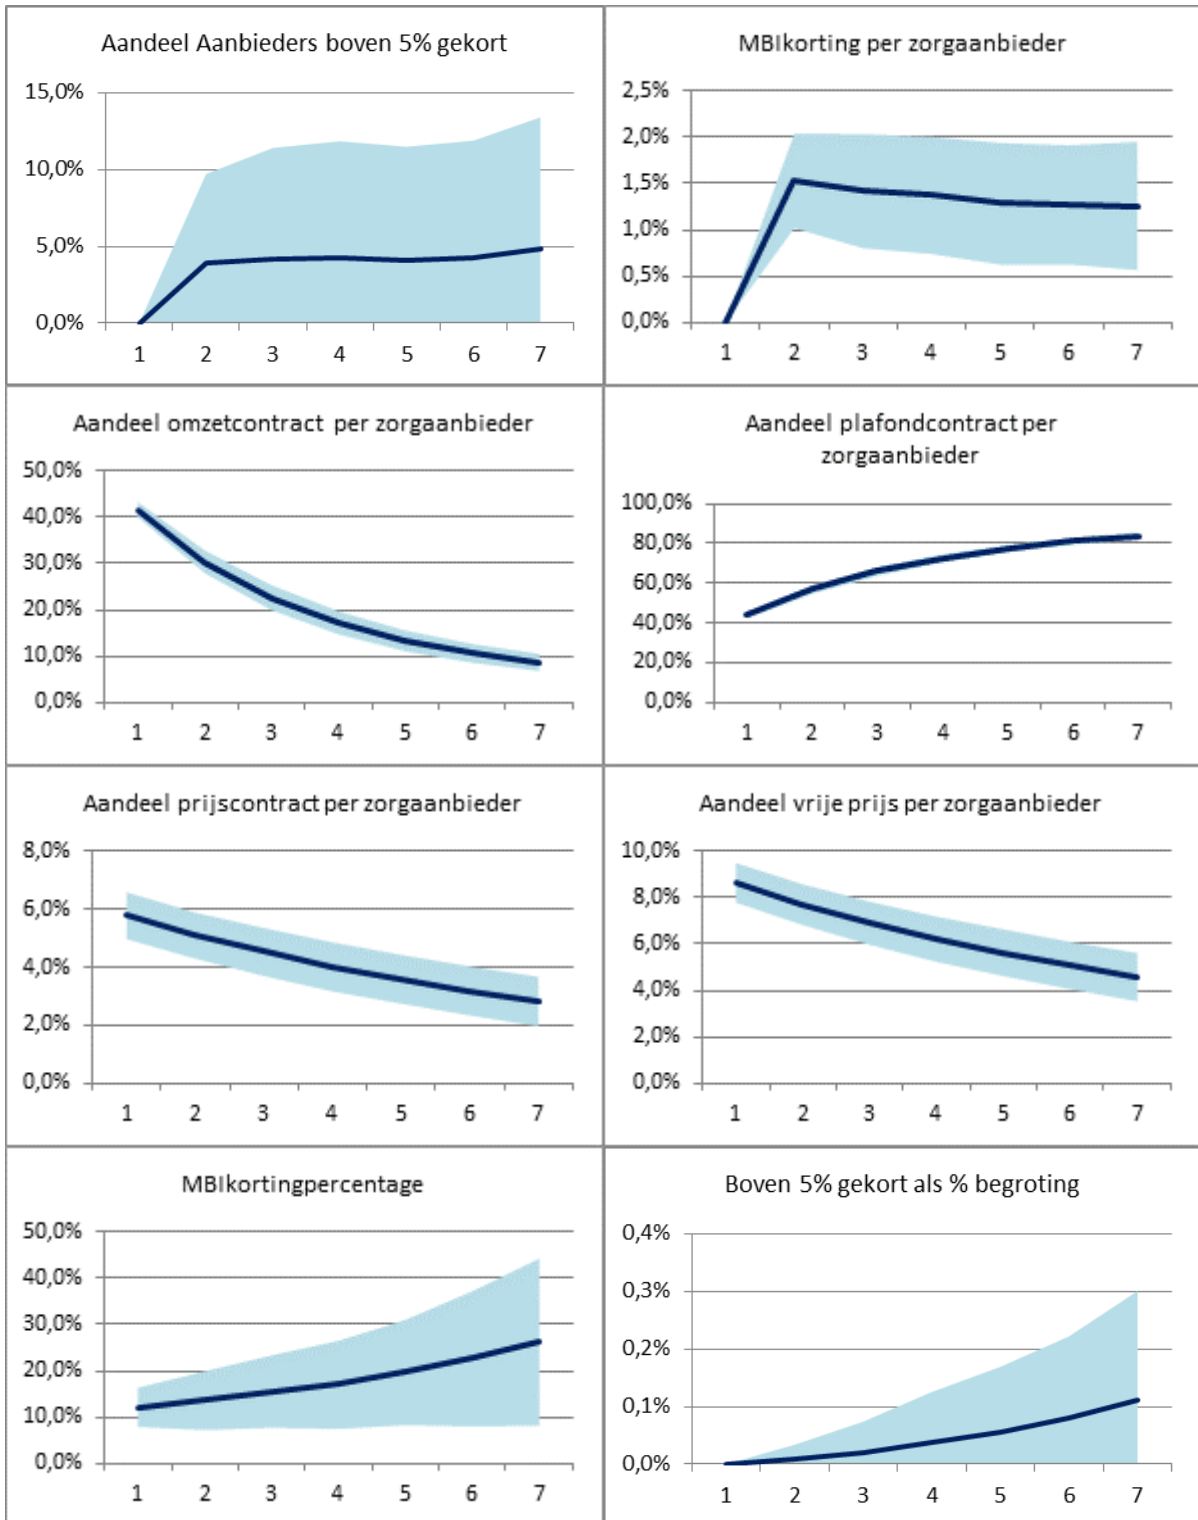 Aandeel Aanbieders boven 5% gekort
15,0%
10,0%
5,0%
0,0%
1 2 3 4 5 6 7
MBIkorting per zorgaanbieder
2,5%
2,0%
1,5%
1,0%
0,5%
0,0%
1 2 3 4 5 6 7
Aandeel omzetcontract per zorgaanbieder
50,0%
40,0%
30,0%
20,0%
10,0%
0,0%
1 2 3 4 5 6 7
Aandeel plafondcontract per
zorgaanbieder
100,0%
80,0%
60,0%
40,0%
20,0%
0,0%
1 2 3 4 5 6 7
Aandeel prijscontract per zorgaanbieder
8,0%
6,0%
4,0%
2,0%
0,0%
1 2 3 4 5 6 7
Aandeel vrije prijs per zorgaanbieder
10,0%
8,0%
6,0%
4,0%
2,0%
0,0%
1 2 3 4 5 6 7
MBIkortingpercentage
50,0%
40,0%
30,0%
20,0%
10,0%
0,0%
1 2 3 4 5 6 7
Boven 5% gekort als % begroting
0,4%
0,3%
0,2%
0,1%
0,0%
1 2 3 4 5 6 7